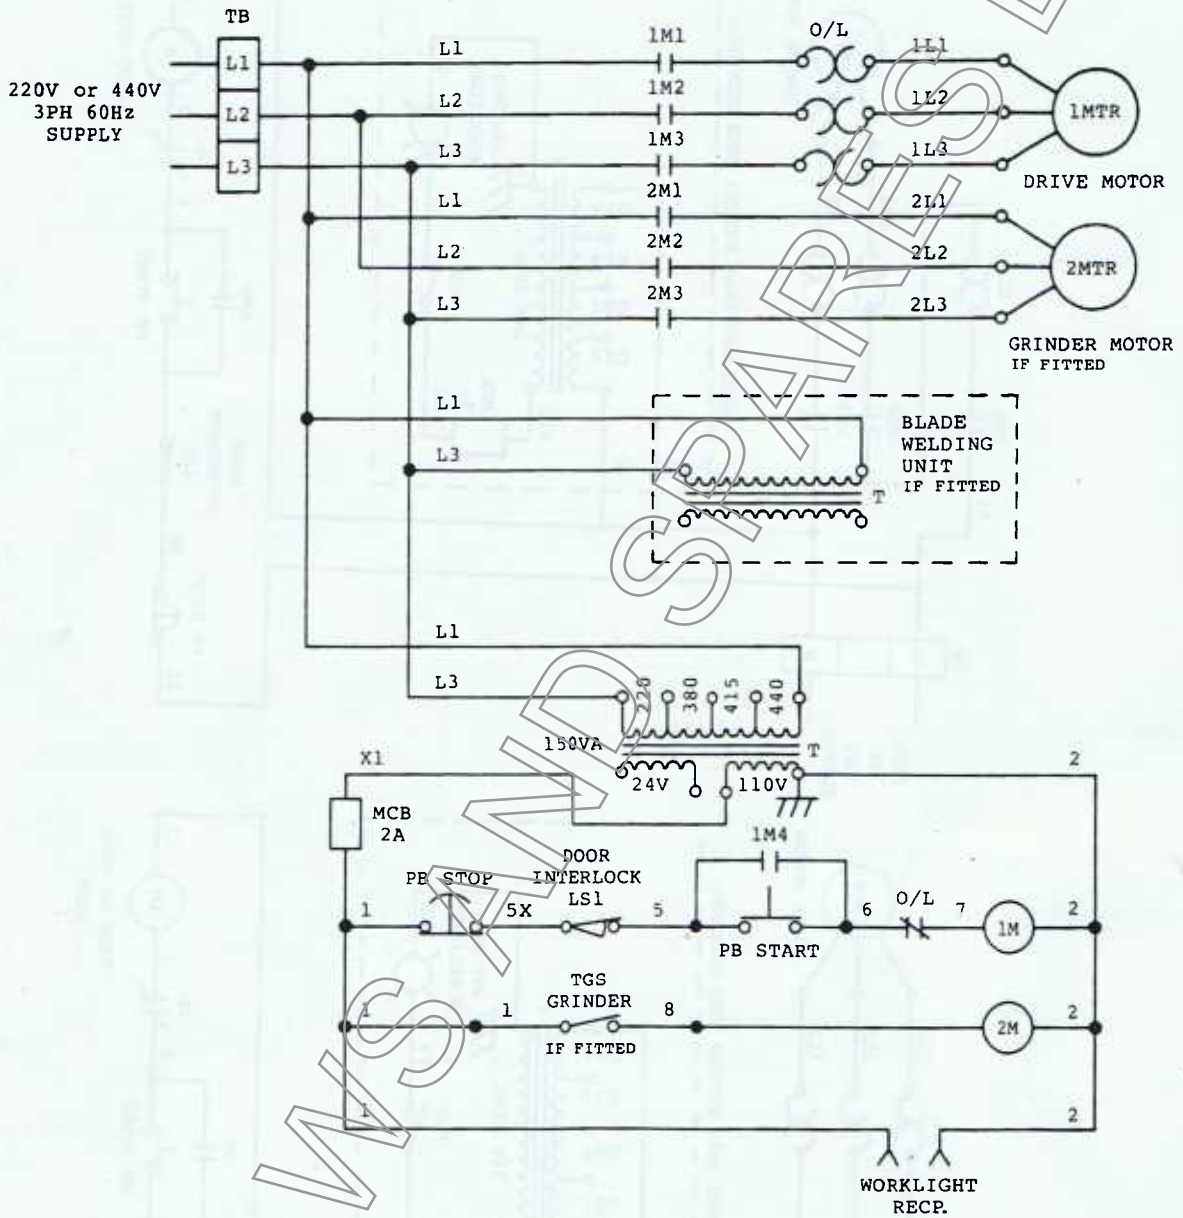 TB
L1
L2
L3
220V or 440V
3PH 60Hz
SUPPLY
L1
1M1
O/L
1L1
L2
1M2
1L2
1MTR
L3
1M3
1L3
DRIVE MOTOR
L1
2M1
2L1
L2
2M2
2L2
2MTR
L3
2M3
2L3
GRINDER MOTOR
IF FITTED
L1
BLADE
WELDING
UNIT
IF FITTED
L3
T
L1
L3
220
380
415
440
150VA
T
X1
24V
110V
2
MCB
2A
1M4
DOOR
INTERLOCK
LS1
PB STOP
1
5X
5
6
O/L
7
1M
2
PB START
TGS
GRINDER
1
1
8
2M
2
IF FITTED
1
2
WORKLIGHT
RECP.
WS AND SPARES